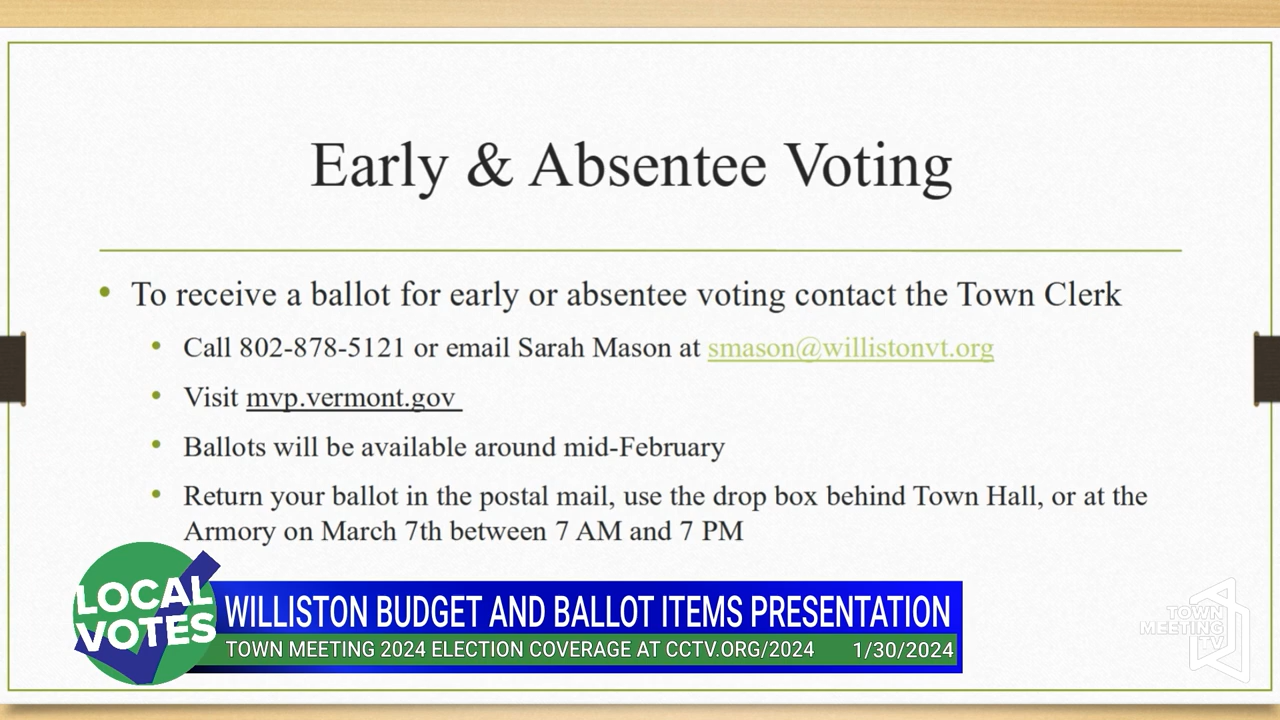 Early & Absentee Voting
• To receive a ballot for early or absentee voting contact the Town Clerk
• Call 802-878-5121 or email Sarah Mason at smason@willistonvt.org
• Visit mvp.vermont.gov
• Ballots will be available around mid-February
• Return your ballot in the postal mail, use the drop box behind Town Hall, or at the
Armory on March 7th between 7 AM and 7 PM
LOCAL
VOTES
WILLISTON BUDGET AND BALLOT ITEMS PRESENTATION
TOWN MEETING 2024 ELECTION COVERAGE AT CCTV.ORG/2024 1/30/2024
TOWN
MEETING
TV